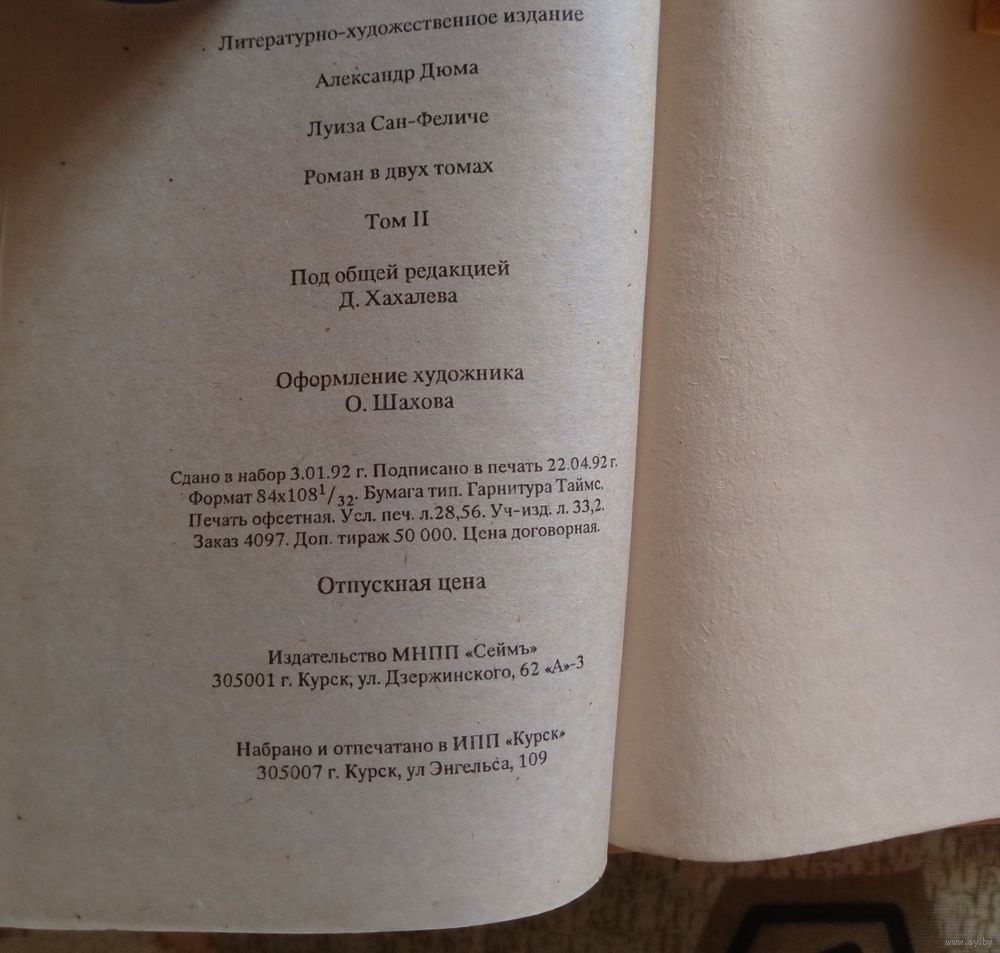 Литературно-художественное издание
Александр Дюма
Луиза Сан-Феличе
Роман в двух томах
Том II
Под общей редакцией
Д. Хахалева
Оформление художника
О. Шахова
Сдано в набор 3.01.92 г. Подписано в печать 22.04.92 г.
Формат 84х108¹/₃₂. Бумага тип. Гарнитура Таймс.
Печать офсетная. Усл. печ. л.28,56. Уч-изд. л. 33,2.
Заказ 4097. Доп. тираж 50 000. Цена договорная.
Отпускная цена
Издательство МНПП «Сеймъ»
305001 г. Курск, ул. Дзержинского, 62 «А»-3
Набрано и отпечатано в ИПП «Курск»
305007 г. Курск, ул Энгельса, 109
www.ay.by